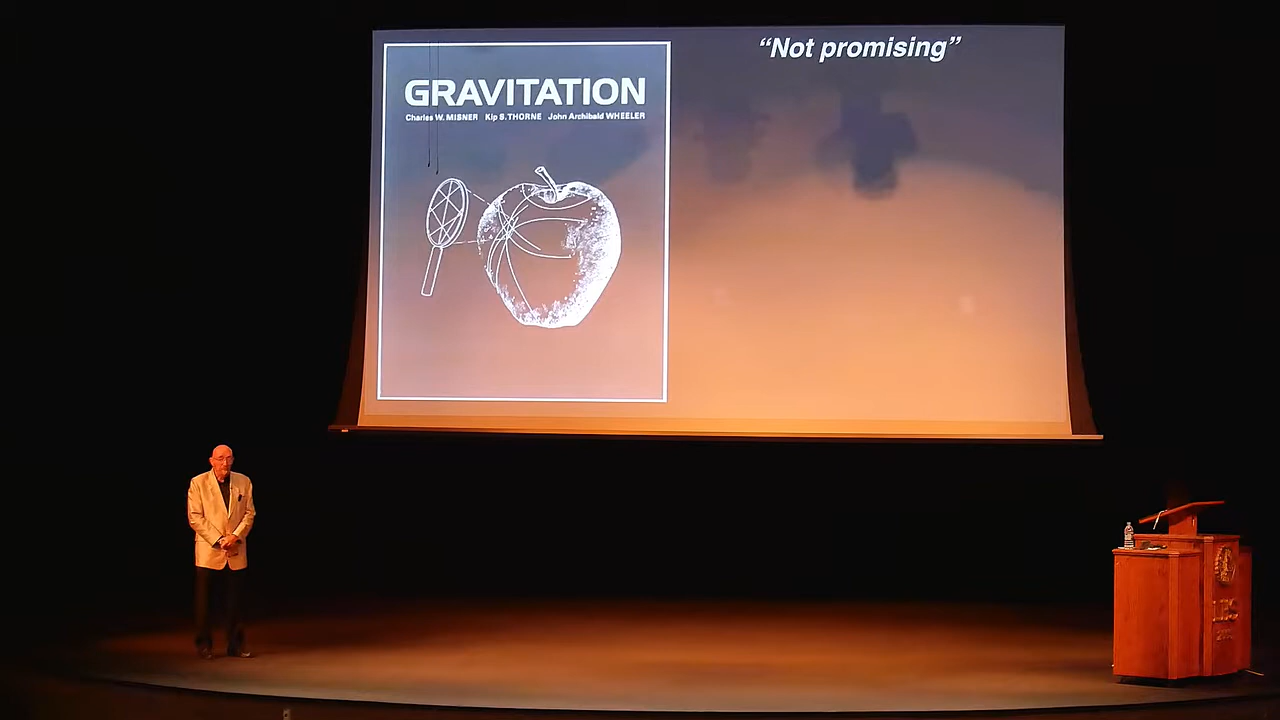 GRAVITATION
Charles W. MISNER Kip S. THORNE John Archibald WHEELER
“Not promising”